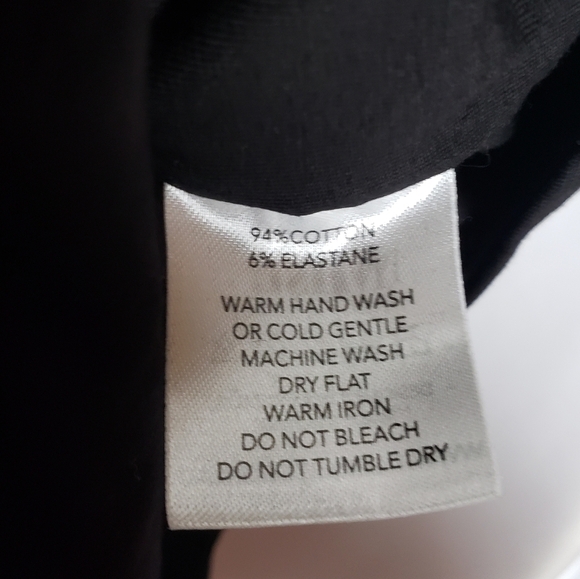 94% COTTON
6% ELASTANE
WARM HAND WASH
OR COLD GENTLE
MACHINE WASH
DRY FLAT
WARM IRON
DO NOT BLEACH
DO NOT TUMBLE DRY